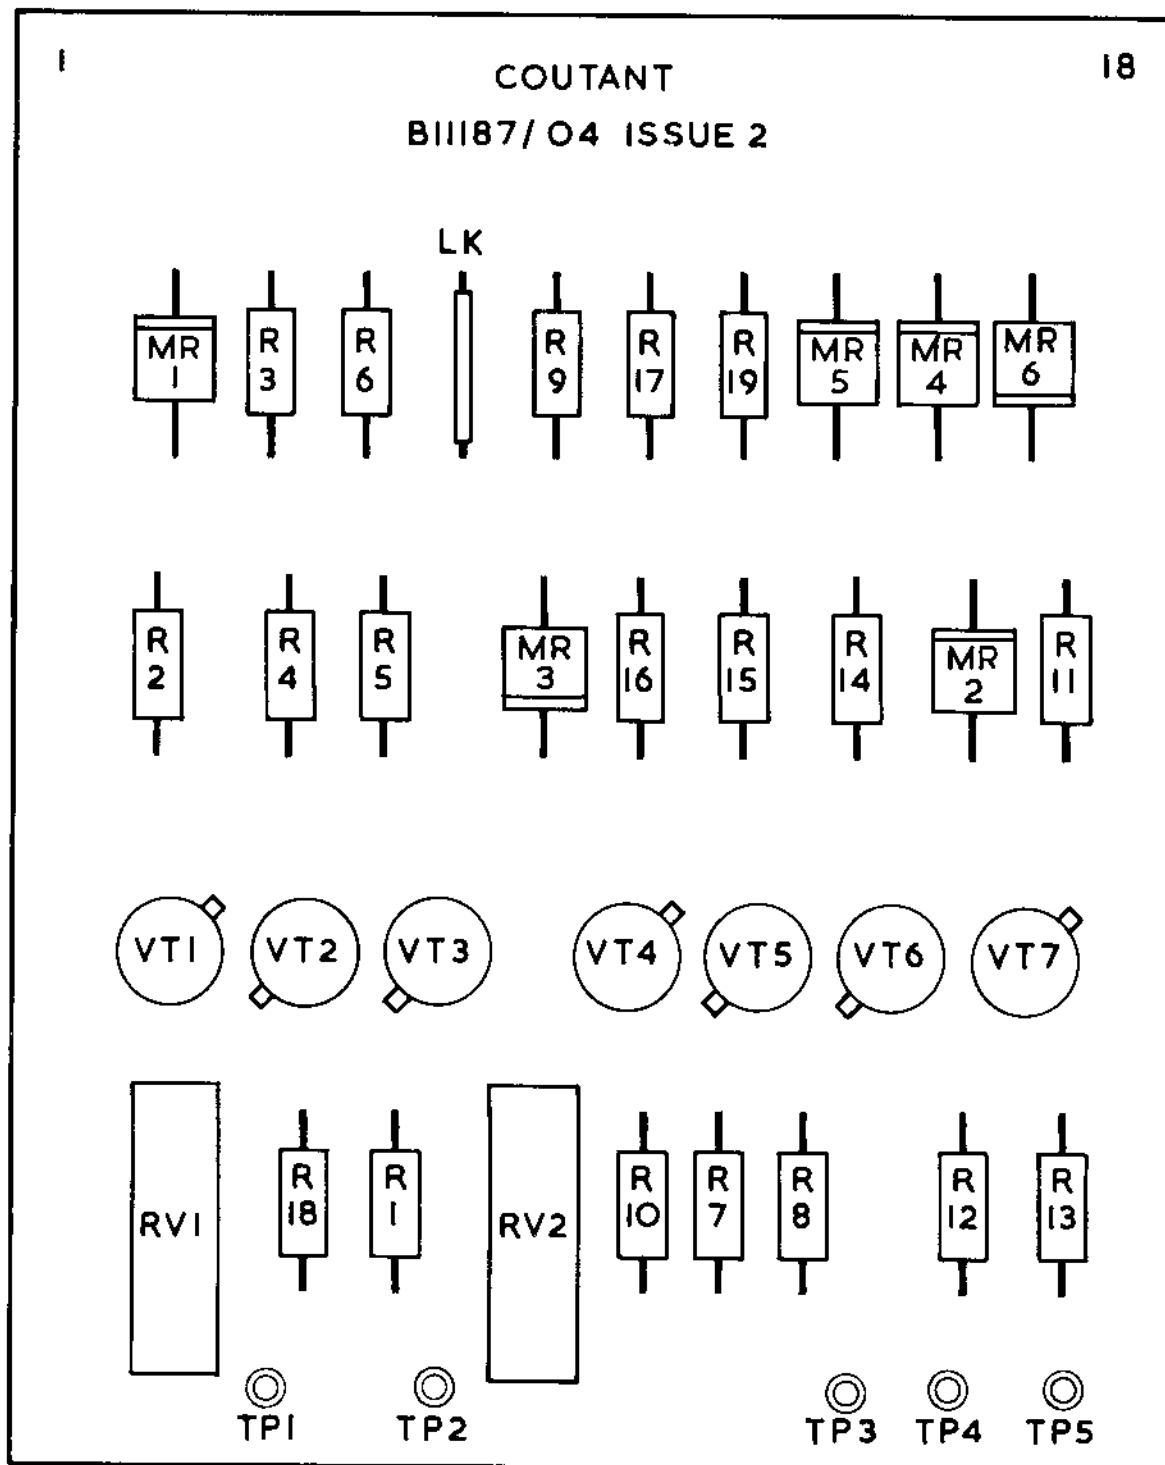 1 18
COUTANT
B11187/04 ISSUE 2
LK
MR 1 R 3 R 6 R 9 R 17 R 19 MR 5 MR 4 MR 6
R 2 R 4 R 5 MR 3 R 16 R 15 R 14 MR 2 R 11
VT1 VT2 VT3 VT4 VT5 VT6 VT7
RV1 R 18 R 1 RV2 R 10 R 7 R 8 R 12 R 13
TP1 TP2 TP3 TP4 TP5